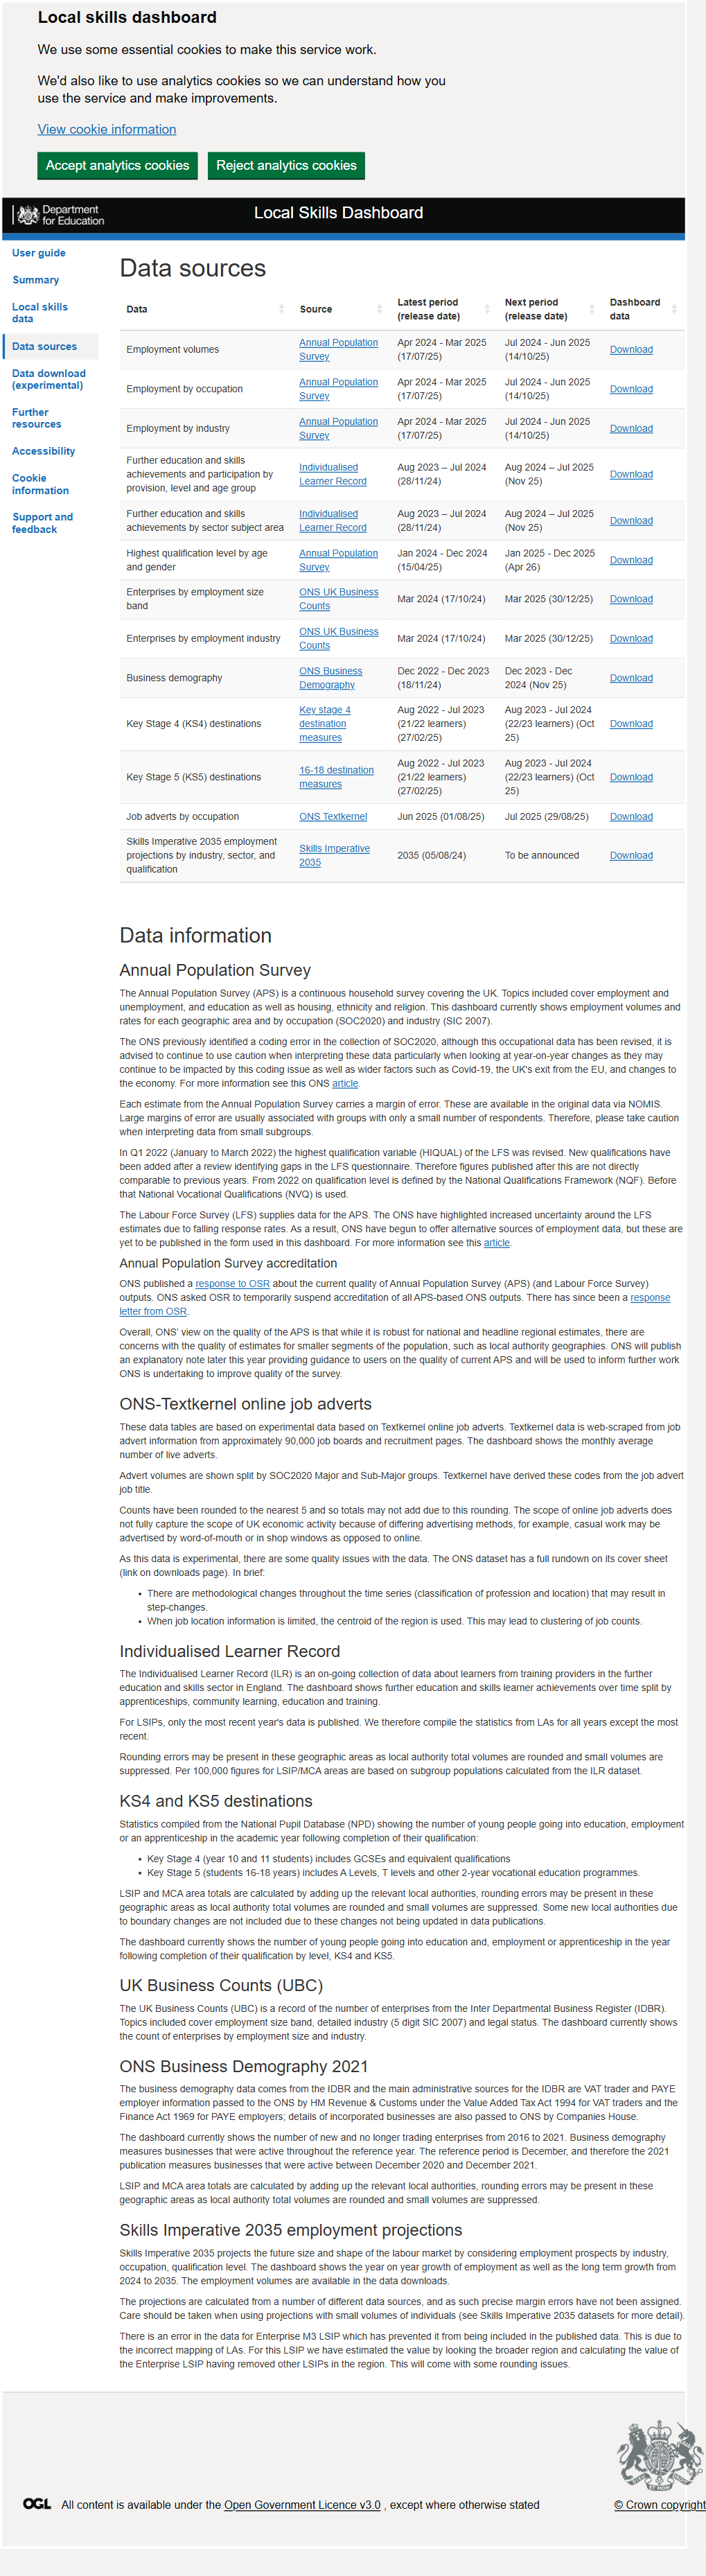 Local skills dashboard
We use some essential cookies to make this service work.
We'd also like to use analytics cookies so we can understand how you
use the service and make improvements.
View cookie information
Accept analytics cookies
Reject analytics cookies
Department
for Education
Local Skills Dashboard
User guide
Summary
Local skills
data
Data sources
Data download
(experimental)
Further
resources
Accessibility
Cookie
information
Support and
feedback
Data sources
Data Source Latest period (release date) Next period (release date) Dashboard data
Employment volumes Annual Population Survey Apr 2024 - Mar 2025 (17/07/25) Jul 2024 - Jun 2025 (14/10/25) Download
Employment by occupation Annual Population Survey Apr 2024 - Mar 2025 (17/07/25) Jul 2024 - Jun 2025 (14/10/25) Download
Employment by industry Annual Population Survey Apr 2024 - Mar 2025 (17/07/25) Jul 2024 - Jun 2025 (14/10/25) Download
Further education and skills achievements and participation by provision, level and age group Individualised Learner Record Aug 2023 – Jul 2024 (28/11/24) Aug 2024 – Jul 2025 (Nov 25) Download
Further education and skills achievements by sector subject area Individualised Learner Record Aug 2023 – Jul 2024 (28/11/24) Aug 2024 – Jul 2025 (Nov 25) Download
Highest qualification level by age and gender Annual Population Survey Jan 2024 - Dec 2024 (15/04/25) Jan 2025 - Dec 2025 (Apr 26) Download
Enterprises by employment size band ONS UK Business Counts Mar 2024 (17/10/24) Mar 2025 (30/12/25) Download
Enterprises by employment industry ONS UK Business Counts Mar 2024 (17/10/24) Mar 2025 (30/12/25) Download
Business demography ONS Business Demography Dec 2022 - Dec 2023 (18/11/24) Dec 2023 - Dec 2024 (Nov 25) Download
Key Stage 4 (KS4) destinations Key stage 4 destination measures Aug 2022 - Jul 2023 (21/22 learners) (27/02/25) Aug 2023 - Jul 2024 (22/23 learners) (Oct 25) Download
Key Stage 5 (KS5) destinations 16-18 destination measures Aug 2022 - Jul 2023 (21/22 learners) (27/02/25) Aug 2023 - Jul 2024 (22/23 learners) (Oct 25) Download
Job adverts by occupation ONS Textkernel Jun 2025 (01/08/25) Jul 2025 (29/08/25) Download
Skills Imperative 2035 employment projections by industry, sector, and qualification Skills Imperative 2035 2035 (05/08/24) To be announced Download
Data information
Annual Population Survey
The Annual Population Survey (APS) is a continuous household survey covering the UK. Topics included cover employment and
unemployment, and education as well as housing, ethnicity and religion. This dashboard currently shows employment volumes and
rates for each geographic area and by occupation (SOC2020) and industry (SIC 2007).
The ONS previously identified a coding error in the collection of SOC2020, although this occupational data has been revised, it is
advised to continue to use caution when interpreting these data particularly when looking at year-on-year changes as they may
continue to be impacted by this coding issue as well as wider factors such as Covid-19, the UK's exit from the EU, and changes to
the economy. For more information see this ONS article.
Each estimate from the Annual Population Survey carries a margin of error. These are available in the original data via NOMIS.
Large margins of error are usually associated with groups with only a small number of respondents. Therefore, please take caution
when interpreting data from small subgroups.
In Q1 2022 (January to March 2022) the highest qualification variable (HIQUAL) of the LFS was revised. New qualifications have
been added after a review identifying gaps in the LFS questionnaire. Therefore figures published after this are not directly
comparable to previous years. From 2022 on qualification level is defined by the National Qualifications Framework (NQF). Before
that National Vocational Qualifications (NVQ) is used.
The Labour Force Survey (LFS) supplies data for the APS. The ONS have highlighted increased uncertainty around the LFS
estimates due to falling response rates. As a result, ONS have begun to offer alternative sources of employment data, but these are
yet to be published in the form used in this dashboard. For more information see this article.
Annual Population Survey accreditation
ONS published a response to OSR about the current quality of Annual Population Survey (APS) (and Labour Force Survey)
outputs. ONS asked OSR to temporarily suspend accreditation of all APS-based ONS outputs. There has since been a response
letter from OSR.
Overall, ONS' view on the quality of the APS is that while it is robust for national and headline regional estimates, there are
concerns with the quality of estimates for smaller segments of the population, such as local authority geographies. ONS will publish
an explanatory note later this year providing guidance to users on the quality of current APS and will be used to inform further work
ONS is undertaking to improve quality of the survey.
ONS-Textkernel online job adverts
These data tables are based on experimental data based on Textkernel online job adverts. Textkernel data is web-scraped from job
advert information from approximately 90,000 job boards and recruitment pages. The dashboard shows the monthly average
number of live adverts.
Advert volumes are shown split by SOC2020 Major and Sub-Major groups. Textkernel have derived these codes from the job advert
job title.
Counts have been rounded to the nearest 5 and so totals may not add due to this rounding. The scope of online job adverts does
not fully capture the scope of UK economic activity because of differing advertising methods, for example, casual work may be
advertised by word-of-mouth or in shop windows as opposed to online.
As this data is experimental, there are some quality issues with the data. The ONS dataset has a full rundown on its cover sheet
(link on downloads page). In brief:
• There are methodological changes throughout the time series (classification of profession and location) that may result in
step-changes.
• When job location information is limited, the centroid of the region is used. This may lead to clustering of job counts.
Individualised Learner Record
The Individualised Learner Record (ILR) is an on-going collection of data about learners from training providers in the further
education and skills sector in England. The dashboard shows further education and skills learner achievements over time split by
apprenticeships, community learning, education and training.
For LSIPs, only the most recent year's data is published. We therefore compile the statistics from LAs for all years except the most
recent.
Rounding errors may be present in these geographic areas as local authority total volumes are rounded and small volumes are
suppressed. Per 100,000 figures for LSIP/MCA areas are based on subgroup populations calculated from the ILR dataset.
KS4 and KS5 destinations
Statistics compiled from the National Pupil Database (NPD) showing the number of young people going into education, employment
or an apprenticeship in the academic year following completion of their qualification:
• Key Stage 4 (year 10 and 11 students) includes GCSEs and equivalent qualifications
• Key Stage 5 (students 16-18 years) includes A Levels, T levels and other 2-year vocational education programmes.
LSIP and MCA area totals are calculated by adding up the relevant local authorities, rounding errors may be present in these
geographic areas as local authority total volumes are rounded and small volumes are suppressed. Some new local authorities due
to boundary changes are not included due to these changes not being updated in data publications.
The dashboard currently shows the number of young people going into education and, employment or apprenticeship in the year
following completion of their qualification by level, KS4 and KS5.
UK Business Counts (UBC)
The UK Business Counts (UBC) is a record of the number of enterprises from the Inter Departmental Business Register (IDBR).
Topics included cover employment size band, detailed industry (5 digit SIC 2007) and legal status. The dashboard currently shows
the count of enterprises by employment size and industry.
ONS Business Demography 2021
The business demography data comes from the IDBR and the main administrative sources for the IDBR are VAT trader and PAYE
employer information passed to the ONS by HM Revenue & Customs under the Value Added Tax Act 1994 for VAT traders and the
Finance Act 1969 for PAYE employers; details of incorporated businesses are also passed to ONS by Companies House.
The dashboard currently shows the number of new and no longer trading enterprises from 2016 to 2021. Business demography
measures businesses that were active throughout the reference year. The reference period is December, and therefore the 2021
publication measures businesses that were active between December 2020 and December 2021.
LSIP and MCA area totals are calculated by adding up the relevant local authorities, rounding errors may be present in these
geographic areas as local authority total volumes are rounded and small volumes are suppressed.
Skills Imperative 2035 employment projections
Skills Imperative 2035 projects the future size and shape of the labour market by considering employment prospects by industry,
occupation, qualification level. The dashboard shows the year on year growth of employment as well as the long term growth from
2024 to 2035. The employment volumes are available in the data downloads.
The projections are calculated from a number of different data sources, and as such precise margin errors have not been assigned.
Care should be taken when using projections with small volumes of individuals (see Skills Imperative 2035 datasets for more detail).
There is an error in the data for Enterprise M3 LSIP which has prevented it from being included in the published data. This is due to
the incorrect mapping of LAs. For this LSIP we have estimated the value by looking the broader region and calculating the value of
the Enterprise LSIP having removed other LSIPs in the region. This will come with some rounding issues.
OGL All content is available under the Open Government Licence v3.0 , except where otherwise stated
© Crown copyright